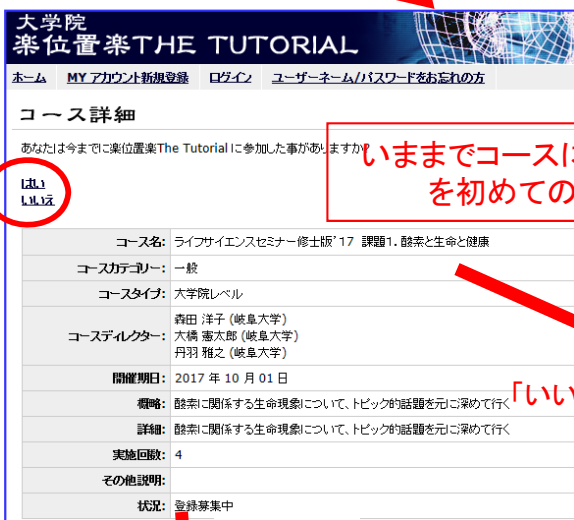 大学院
楽位置楽THE TUTORIAL
ホーム MY アカウント新規登録 ログイン ユーザーネーム/パスワードをお忘れの方
コース詳細
あなたは今までに楽位置楽The Tutorialに参加した事がありますか?
はい
いいえ
いままでコースに
を初めての
コース名: ライフサイエンスセミナー修士版'17 課題1. 酸素と生命と健康
コースカテゴリー: 一般
コースタイプ: 大学院レベル
コースディレクター: 森田 洋子 (岐阜大学)
大橋 憲太郎 (岐阜大学)
丹羽 雅之 (岐阜大学)
開催期日: 2017 年 10 月 01 日
概略: 酸素に関係する生命現象について、トピック的話題を元に深めて行く
「いい
詳細: 酸素に関係する生命現象について、トピック的話題を元に深めて行く
実施回数: 4
その他説明:
状況: 登録募集中